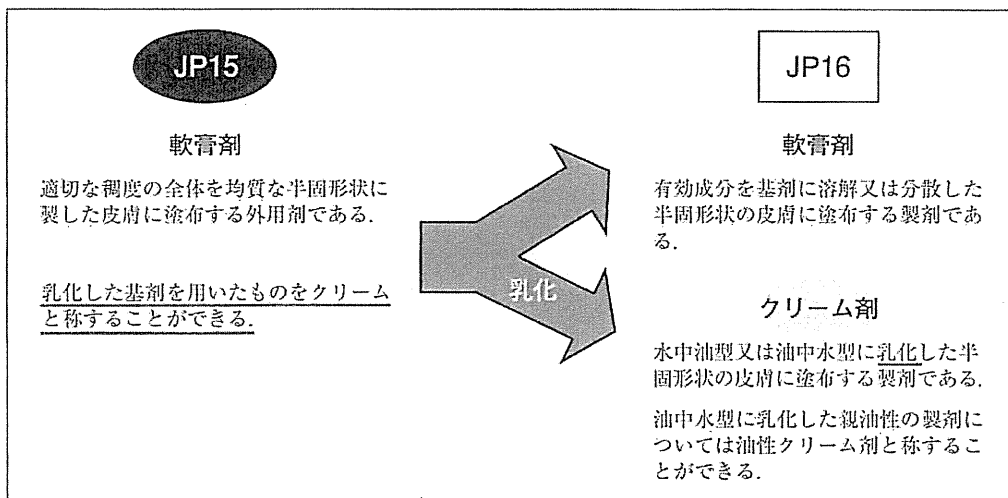 JP15
軟膏剤
適切な稠度の全体を均質な半固形状に
製した皮膚に塗布する外用剤である.
乳化した基剤を用いたものをクリーム
と称することができる.
乳化
JP16
軟膏剤
有効成分を基剤に溶解又は分散した
半固形状の皮膚に塗布する製剤であ
る.
クリーム剤
水中油型又は油中水型に乳化した半
固形状の皮膚に塗布する製剤である.
油中水型に乳化した親油性の製剤に
ついては油性クリーム剤と称するこ
とができる.